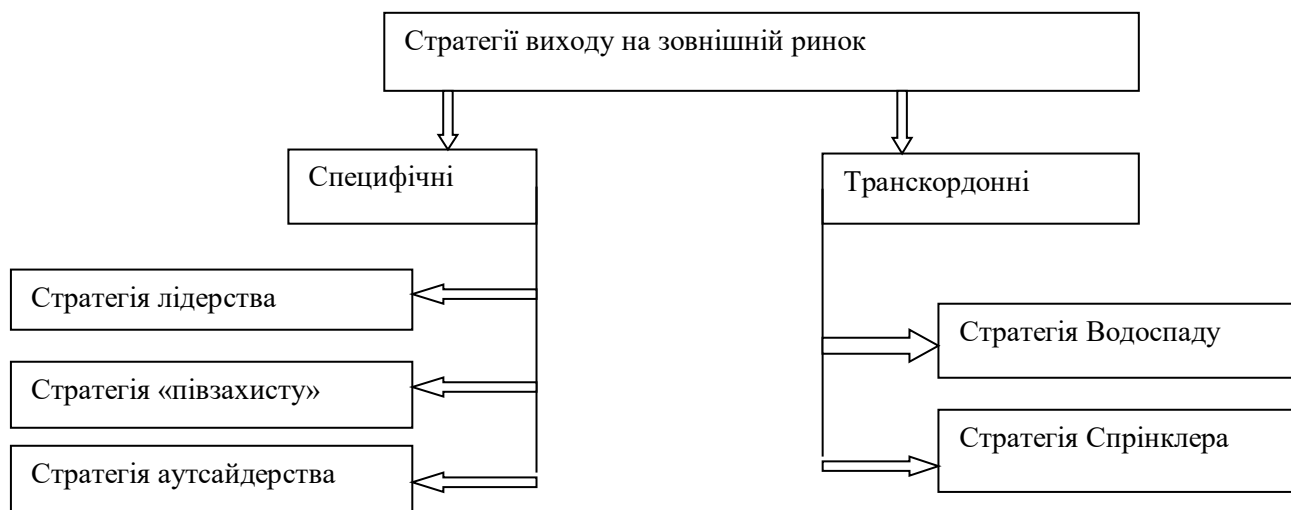 Стратегії виходу на зовнішній ринок
Специфічні
Транскордонні
Стратегія лідерства
Стратегія «півзахисту»
Стратегія аутсайдерства
Стратегія Водоспаду
Стратегія Спрінклера